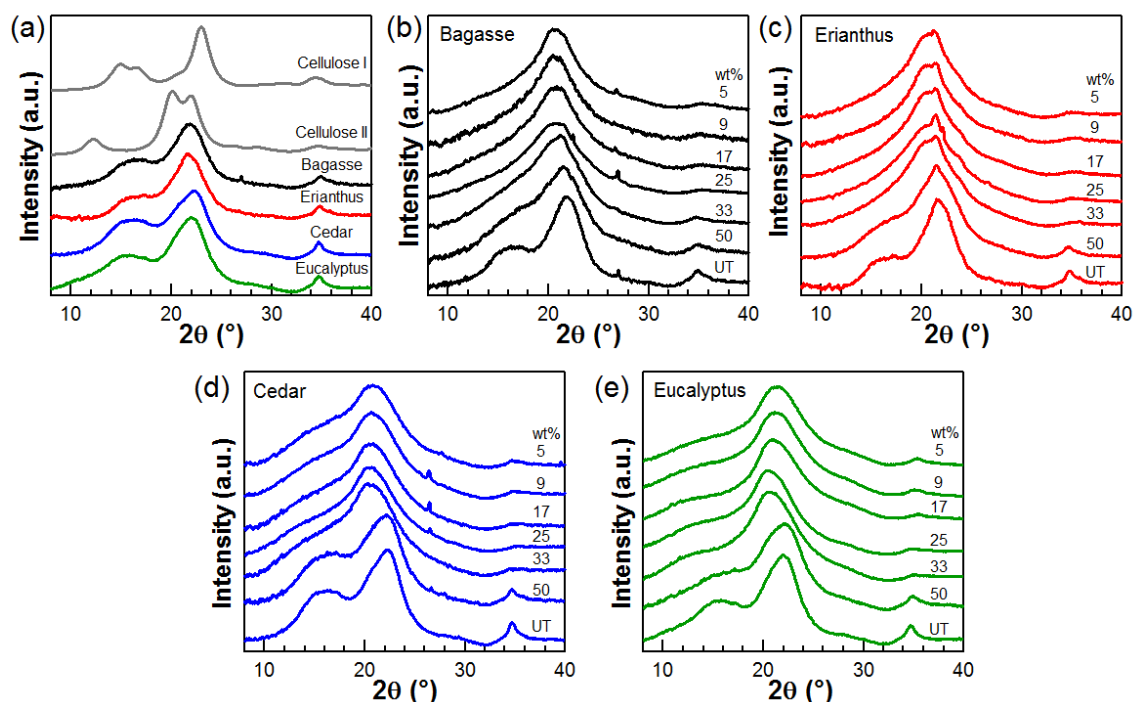 (a)
Cellulose I
Cellulose II
Bagasse
Erianthus
Cedar
Eucalyptus
Intensity (a.u.)
10 20 30 40
2θ (°)
(b)
Bagasse
wt%
5
9
17
25
33
50
UT
Intensity (a.u.)
10 20 30 40
2θ (°)
(c)
Erianthus
wt%
5
9
17
25
33
50
UT
Intensity (a.u.)
10 20 30 40
2θ (°)
(d)
Cedar
wt%
5
9
17
25
33
50
UT
Intensity (a.u.)
10 20 30 40
2θ (°)
(e)
Eucalyptus
wt%
5
9
17
25
33
50
UT
Intensity (a.u.)
10 20 30 40
2θ (°)